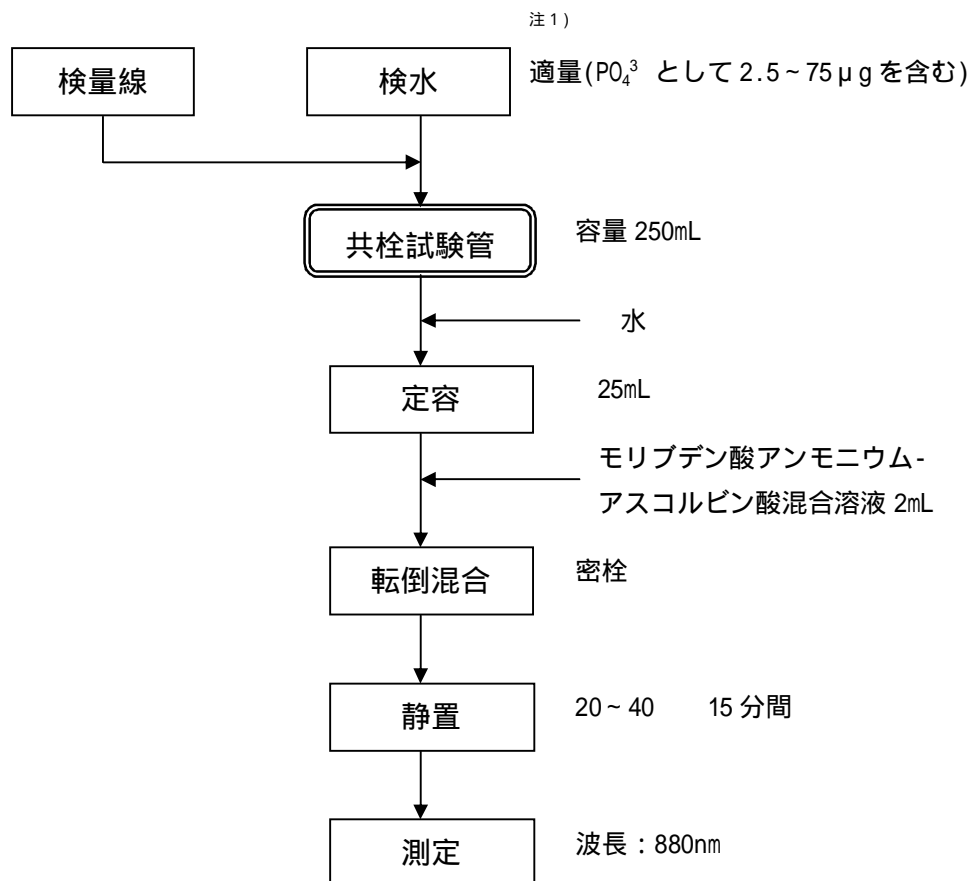 注1)
検量線
検水
適量(PO₄³ として 2.5~75μgを含む)
共栓試験管
容量 250mL
水
定容
25mL
モリブデン酸アンモニウム-
アスコルビン酸混合溶液 2mL
転倒混合
密栓
静置
20~40 15分間
測定
波長:880nm